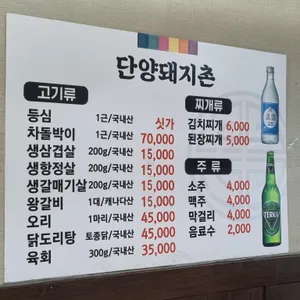 단양돼지촌
고기류
등심 1근/국내산 싯가
차돌박이 1근/국내산 70,000
생삼겹살 200g/국내산 15,000
생항정살 200g/국내산 15,000
생갈매기살 200g/국내산 15,000
왕갈비 1대/캐나다산 15,000
오리 1마리/국내산 45,000
닭도리탕 토종닭/국내산 45,000
육회 300g/국내산 35,000
찌개류
김치찌개 6,000
된장찌개 5,000
주 류
소주 4,000
맥주 4,000
막걸리 4,000
음료수 2,000
TERRA